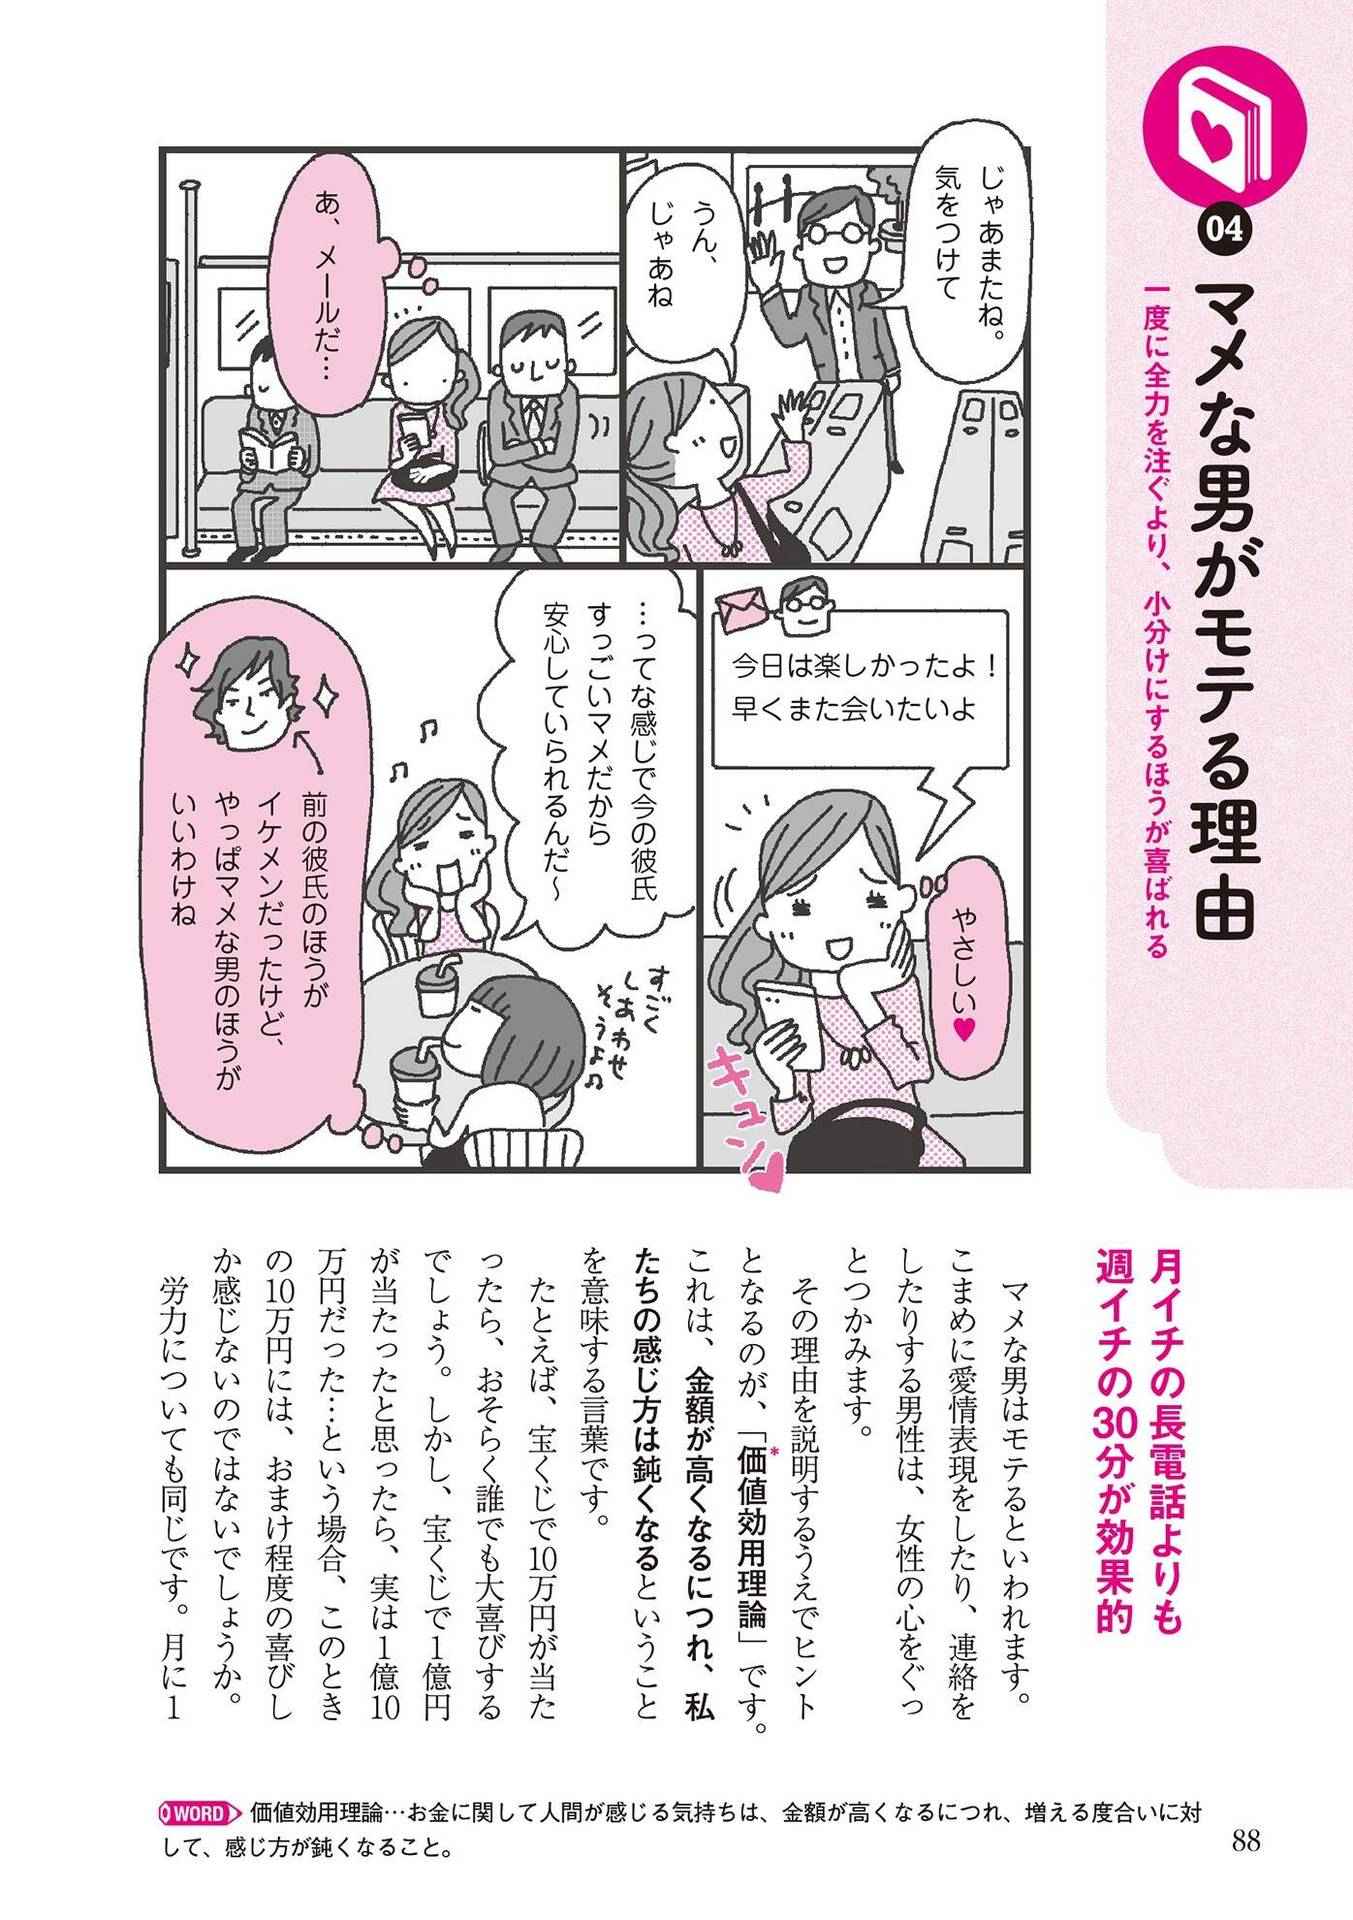 04
マメな男がモテる理由
一度に全力を注ぐより、小分けにするほうが喜ばれる
じゃあまたね。
気をつけて
うん、
じゃあね
あ、メールだ…
今日は楽しかったよ！
早くまた会いたいよ
やさしい♥
キュン
…ってな感じで今の彼氏
すっごいマメだから
安心していられるんだ〜
すごく
しあわせ
そうよ♫
前の彼氏のほうが
イケメンだったけど、
やっぱマメな男のほうが
いいわけね
月イチの長電話よりも
週イチの30分が効果的
マメな男はモテるといわれます。
こまめに愛情表現をしたり、連絡を
したりする男性は、女性の心をぐっ
とつかみます。
その理由を説明するうえでヒント
となるのが、「価値効用理論」です。
*
これは、金額が高くなるにつれ、私
たちの感じ方は鈍くなるということ
を意味する言葉です。
たとえば、宝くじで10万円が当た
ったら、おそらく誰でも大喜びする
でしょう。しかし、宝くじで1億円
が当たったと思ったら、実は1億10
万円だった…という場合、このとき
の10万円には、おまけ程度の喜びし
か感じないのではないでしょうか。
労力についても同じです。月に1
WORD 価値効用理論…お金に関して人間が感じる気持ちは、金額が高くなるにつれ、増える度合いに対
して、感じ方が鈍くなること。
88